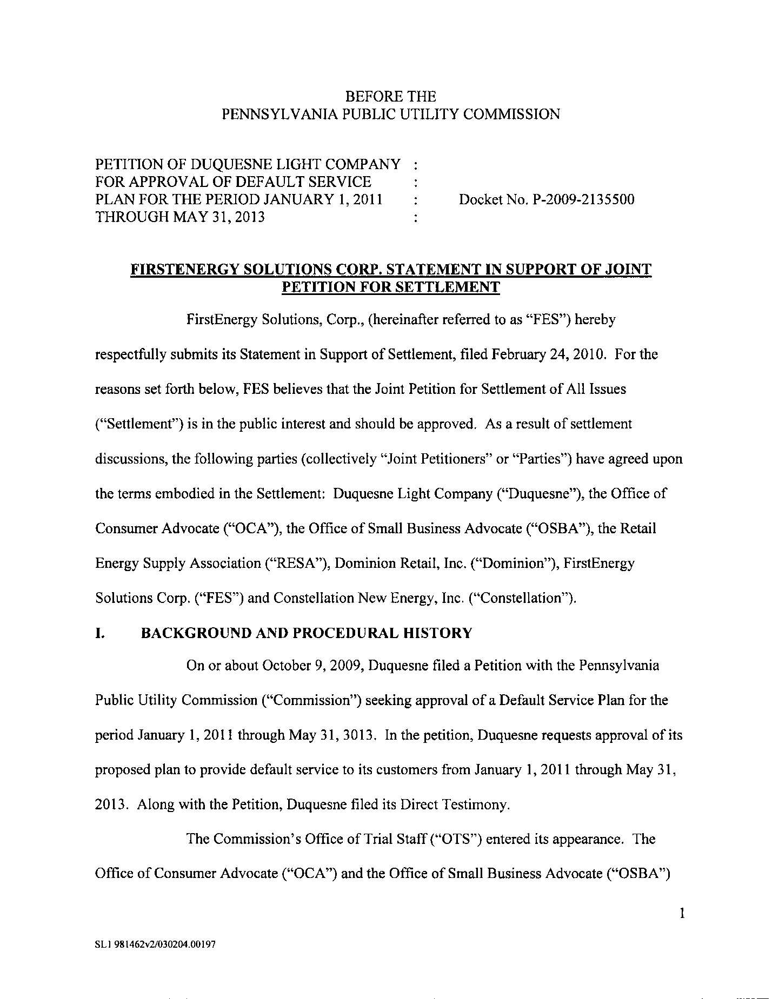 BEFORE THE
PENNSYLVANIA PUBLIC UTILITY COMMISSION
PETITION OF DUQUESNE LIGHT COMPANY :
FOR APPROVAL OF DEFAULT SERVICE :
PLAN FOR THE PERIOD JANUARY 1, 2011 : Docket No. P-2009-2135500
THROUGH MAY 31, 2013 :
FIRSTENERGY SOLUTIONS CORP. STATEMENT IN SUPPORT OF JOINT
PETITION FOR SETTLEMENT
FirstEnergy Solutions, Corp., (hereinafter referred to as “FES”) hereby
respectfully submits its Statement in Support of Settlement, filed February 24, 2010. For the
reasons set forth below, FES believes that the Joint Petition for Settlement of All Issues
(“Settlement”) is in the public interest and should be approved. As a result of settlement
discussions, the following parties (collectively “Joint Petitioners” or “Parties”) have agreed upon
the terms embodied in the Settlement: Duquesne Light Company (“Duquesne”), the Office of
Consumer Advocate (“OCA”), the Office of Small Business Advocate (“OSBA”), the Retail
Energy Supply Association (“RESA”), Dominion Retail, Inc. (“Dominion”), FirstEnergy
Solutions Corp. (“FES”) and Constellation New Energy, Inc. (“Constellation”).
I. BACKGROUND AND PROCEDURAL HISTORY
On or about October 9, 2009, Duquesne filed a Petition with the Pennsylvania
Public Utility Commission (“Commission”) seeking approval of a Default Service Plan for the
period January 1, 2011 through May 31, 3013. In the petition, Duquesne requests approval of its
proposed plan to provide default service to its customers from January 1, 2011 through May 31,
2013. Along with the Petition, Duquesne filed its Direct Testimony.
The Commission’s Office of Trial Staff (“OTS”) entered its appearance. The
Office of Consumer Advocate (“OCA”) and the Office of Small Business Advocate (“OSBA”)
1
SL1 981462v2/030204.00197